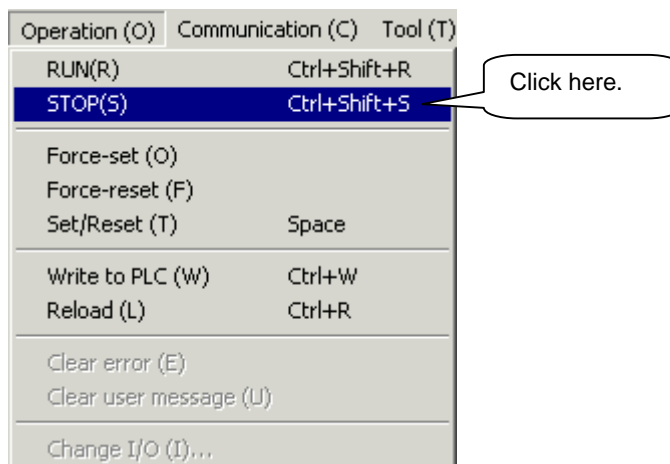 Operation (O) Communication (C) Tool (T)
RUN(R) Ctrl+Shift+R
STOP(S) Ctrl+Shift+S
Click here.
Force-set (O)
Force-reset (F)
Set/Reset (T) Space
Write to PLC (W) Ctrl+W
Reload (L) Ctrl+R
Clear error (E)
Clear user message (U)
Change I/O (I)...